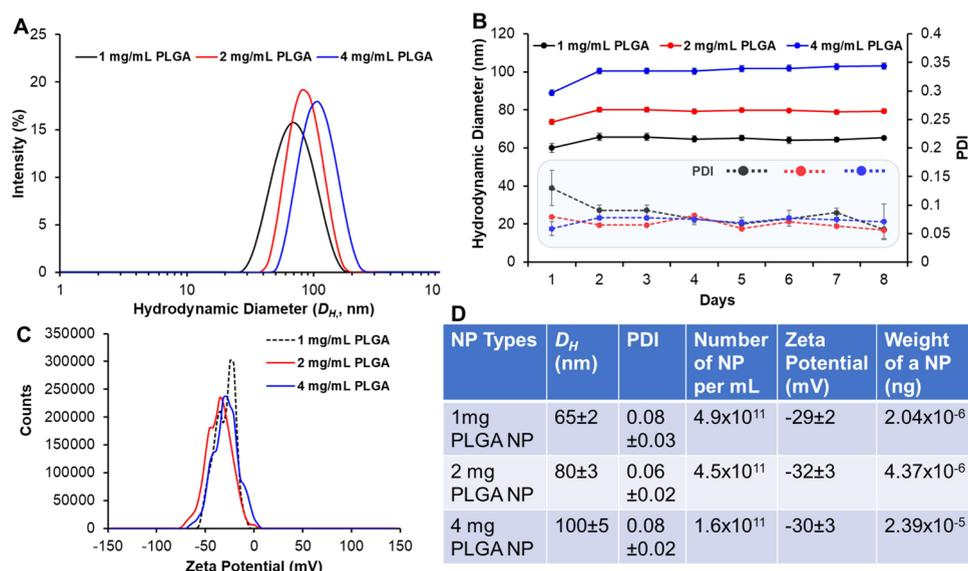 A
25
20
15
10
5
0
Intensity (%)
1 mg/mL PLGA 2 mg/mL PLGA 4 mg/mL PLGA
1 10 100 10
Hydrodynamic Diameter (DH,, nm)
B
120
100
80
60
40
20
0
Hydrodynamic Diameter (nm)
1 mg/mL PLGA 2 mg/mL PLGA 4 mg/mL PLGA
PDI
0.4
0.35
0.3
0.25
0.2
0.15
0.1
0.05
0
PDI
1 2 3 4 5 6 7 8
Days
C
350000
300000
250000
200000
150000
100000
50000
0
Counts
1 mg/mL PLGA
2 mg/mL PLGA
4 mg/mL PLGA
-150 -100 -50 0 50 100 150
Zeta Potential (mV)
D
NP Types DH (nm) PDI Number of NP per mL Zeta Potential (mV) Weight of a NP (ng)
1mg PLGA NP 65±2 0.08 ±0.03 4.9x10¹¹ -29±2 2.04x10⁻⁶
2 mg PLGA NP 80±3 0.06 ±0.02 4.5x10¹¹ -32±3 4.37x10⁻⁶
4 mg PLGA NP 100±5 0.08 ±0.02 1.6x10¹¹ -30±3 2.39x10⁻⁵